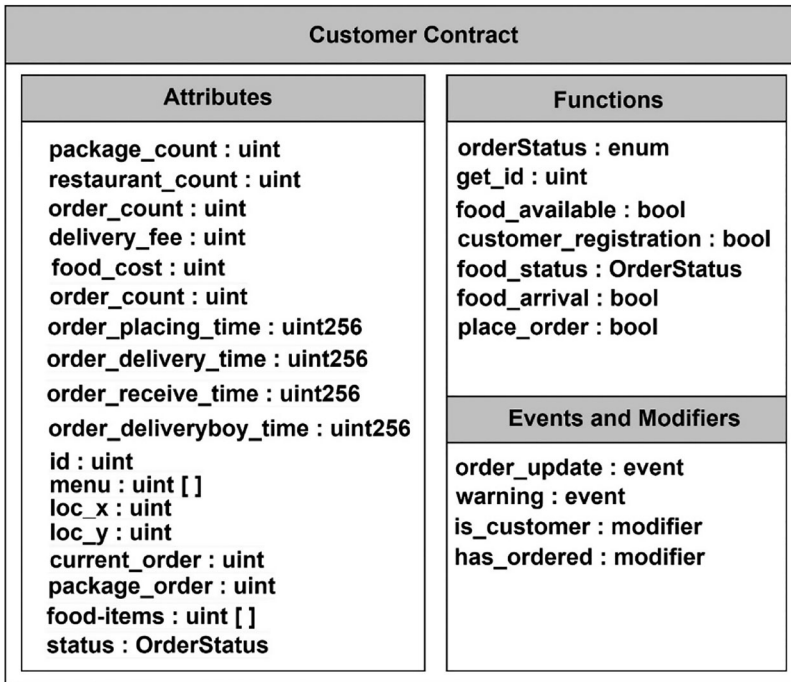 Customer Contract
Attributes
package_count : uint
restaurant_count : uint
order_count : uint
delivery_fee : uint
food_cost : uint
order_count : uint
order_placing_time : uint256
order_delivery_time : uint256
order_receive_time : uint256
order_deliveryboy_time : uint256
id : uint
menu : uint [ ]
loc_x : uint
loc_y : uint
current_order : uint
package_order : uint
food-items : uint [ ]
status : OrderStatus
Functions
orderStatus : enum
get_id : uint
food_available : bool
customer_registration : bool
food_status : OrderStatus
food_arrival : bool
place_order : bool
Events and Modifiers
order_update : event
warning : event
is_customer : modifier
has_ordered : modifier